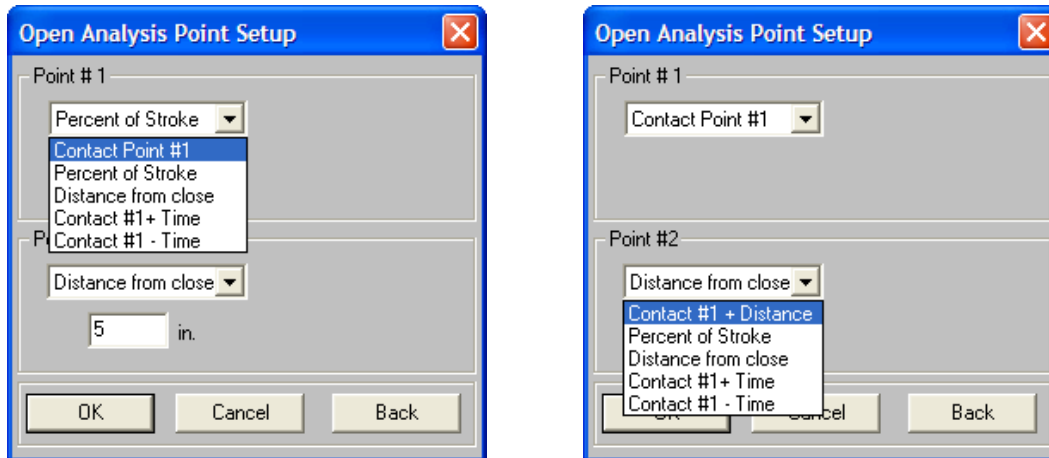 Open Analysis Point Setup
Point # 1
Percent of Stroke
Contact Point #1
Percent of Stroke
Distance from close
Contact #1+ Time
Contact #1 - Time
Distance from close
5 in.
OK Cancel Back
Open Analysis Point Setup
Point # 1
Contact Point #1
Point #2
Distance from close
Contact #1 + Distance
Percent of Stroke
Distance from close
Contact #1+ Time
Contact #1 - Time
Back